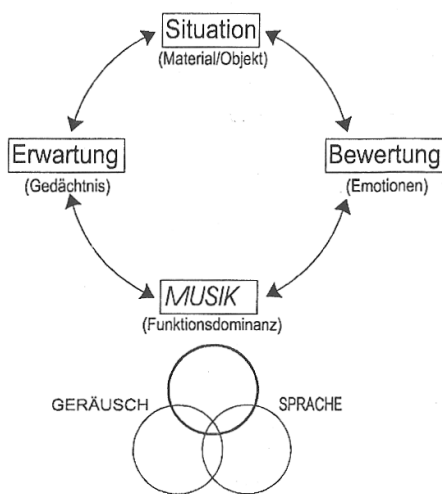 Situation
(Material/Objekt)
Erwartung
(Gedächtnis)
Bewertung
(Emotionen)
MUSIK
(Funktionsdominanz)
GERÄUSCH
SPRACHE